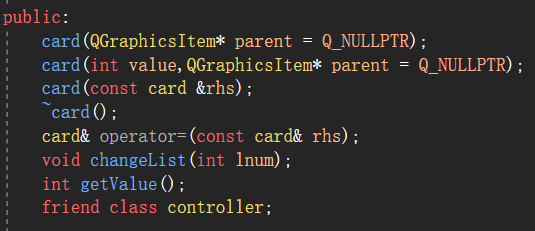 public:
card(QGraphicsItem* parent = Q_NULLPTR);
card(int value,QGraphicsItem* parent = Q_NULLPTR);
card(const card &rhs);
~card();
card& operator=(const card& rhs);
void changeList(int lnum);
int getValue();
friend class controller;